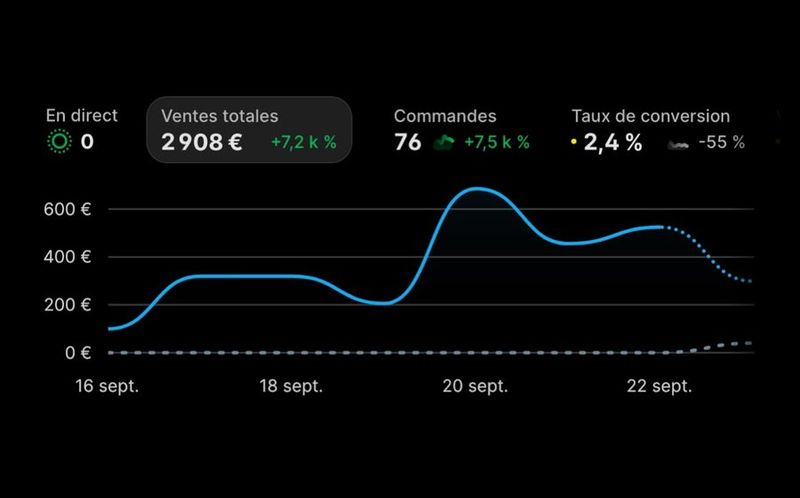 En direct
0
Ventes totales
2 908 € +7,2 k %
Commandes
76 +7,5 k %
Taux de conversion
2,4 % -55 %
600 €
400 €
200 €
0 €
16 sept. 18 sept. 20 sept. 22 sept.